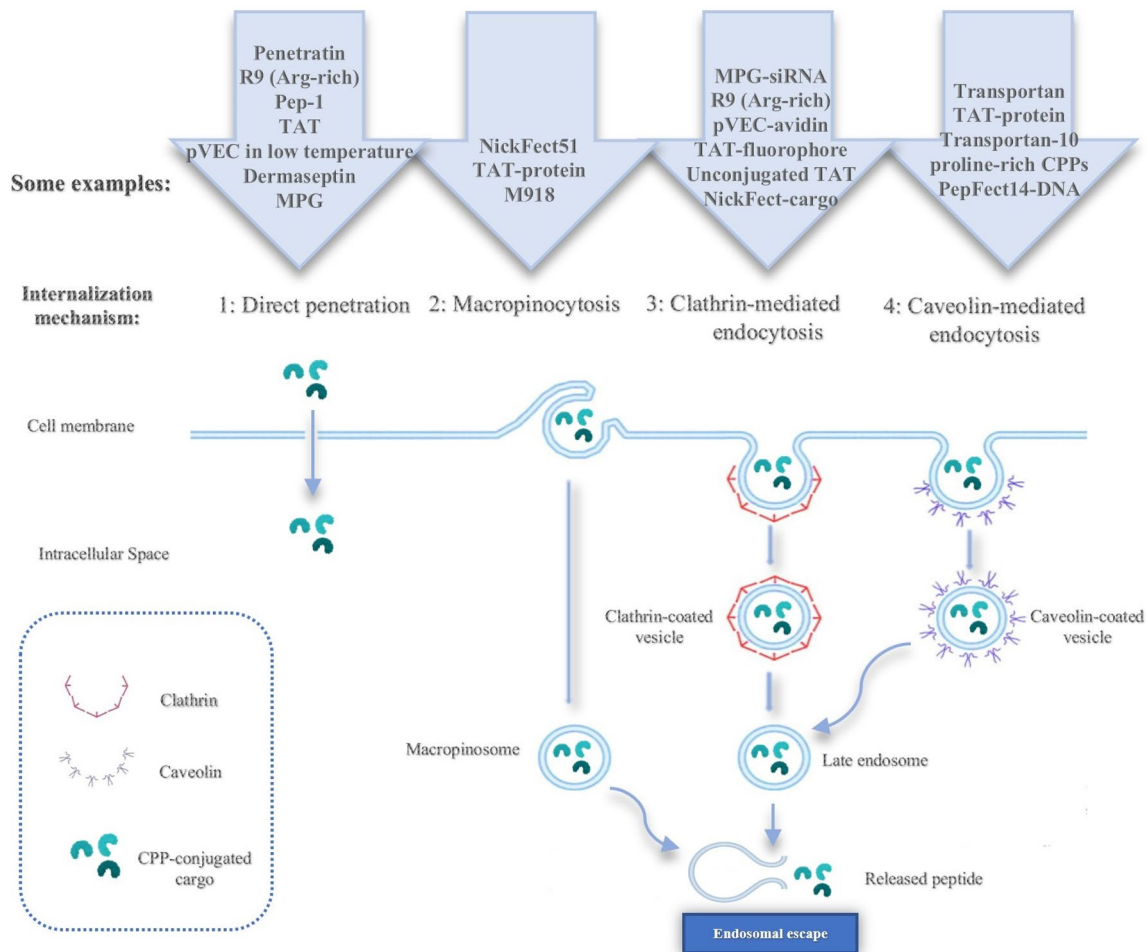 Penetratin
R9 (Arg-rich)
Pep-1
TAT
pVEC in low temperature
Dermaseptin
MPG
NickFect51
TAT-protein
M918
MPG-siRNA
R9 (Arg-rich)
pVEC-avidin
TAT-fluorophore
Unconjugated TAT
NickFect-cargo
Transportan
TAT-protein
Transportan-10
proline-rich CPPs
PepFect14-DNA
Some examples:
Internalization
mechanism:
1: Direct penetration
2: Macropinocytosis
3: Clathrin-mediated
endocytosis
4: Caveolin-mediated
endocytosis
Cell membrane
Intracellular Space
Clathrin-coated
vesicle
Caveolin-coated
vesicle
Clathrin
Caveolin
CPP-conjugated
cargo
Macropinosome
Late endosome
Released peptide
Endosomal escape